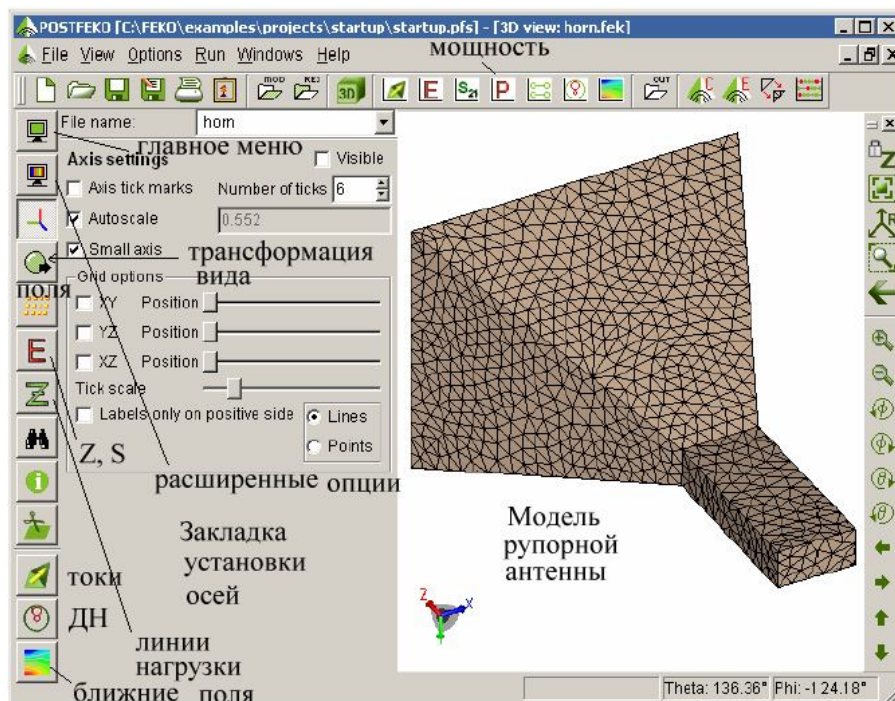 POSTFEKO [C:\FEKO\examples\projects\startup\startup.pfs] - [3D view: horn.fek]
File View Options Run Windows Help
мощность
MOD
3D
E
S21
P
OUT
C
E
File name: horn
главное меню
Axis settings Visible
Axis tick marks Number of ticks 6
Autoscale 0.552
Small axis
трансформация
вида
Grid options
поля
XY Position
YZ Position
XZ Position
Tick scale
Labels only on positive side
Lines
Points
E
Z
Z, S
расширенные опции
Закладка
установки
осей
Модель
рупорной
антенны
токи
ДН
линии
нагрузки
ближние поля
Z
X
Z
Theta: 136.36° Phi: -124.18°